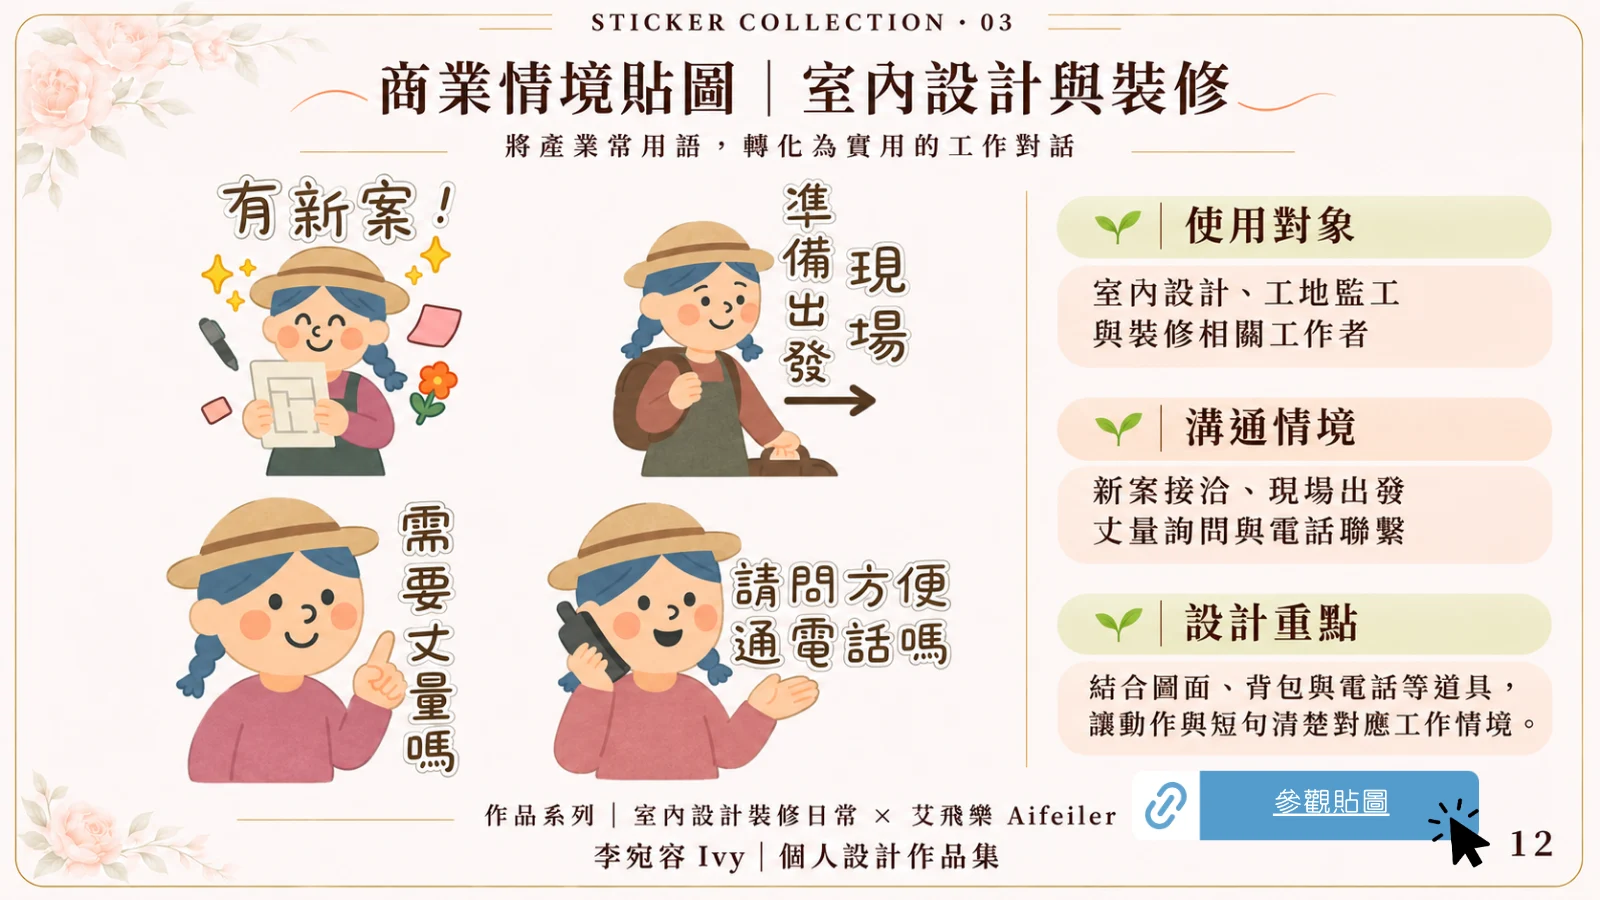 STICKER COLLECTION · 03
商業情境貼圖｜室內設計與裝修
將產業常用語，轉化為實用的工作對話
有新案！
準備出發
現場
需要丈量嗎
請問方便
通電話嗎
使用對象
室內設計、工地監工
與裝修相關工作者
溝通情境
新案接洽、現場出發
丈量詢問與電話聯繫
設計重點
結合圖面、背包與電話等道具，
讓動作與短句清楚對應工作情境。
參觀貼圖
作品系列｜室內設計裝修日常 × 艾飛樂 Aifeiler
李宛容 Ivy｜個人設計作品集
12